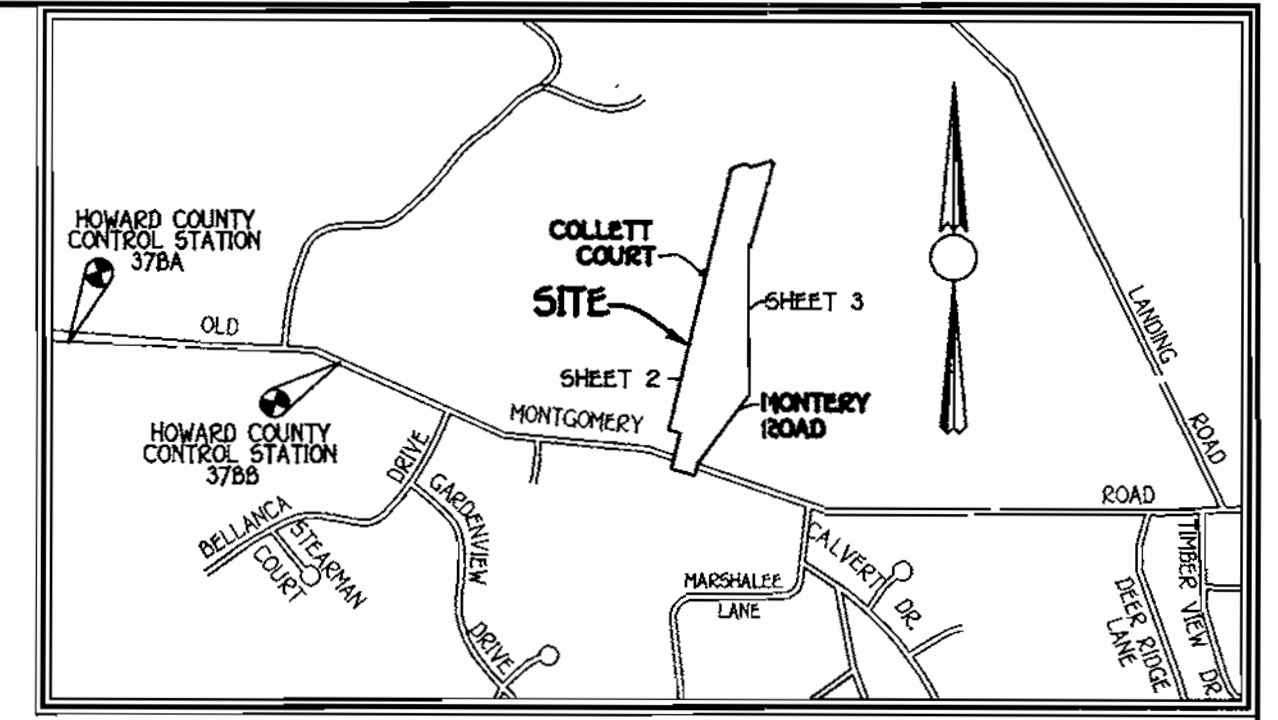 HOWARD COUNTY
CONTROL STATION
37BA
OLD
HOWARD COUNTY
CONTROL STATION
37BB
COLLETT
COURT
SITE
SHEET 3
SHEET 2
MONTERY
ROAD
MONTGOMERY
LANDING
ROAD
ROAD
BELLANCA
DRIVE
STEARMAN
COURT
GARDENVIEW
DRIVE
MARSHALEE
LANE
CALVERT
DR.
DEER RIDGE
LANE
TIMBER VIEW DR.